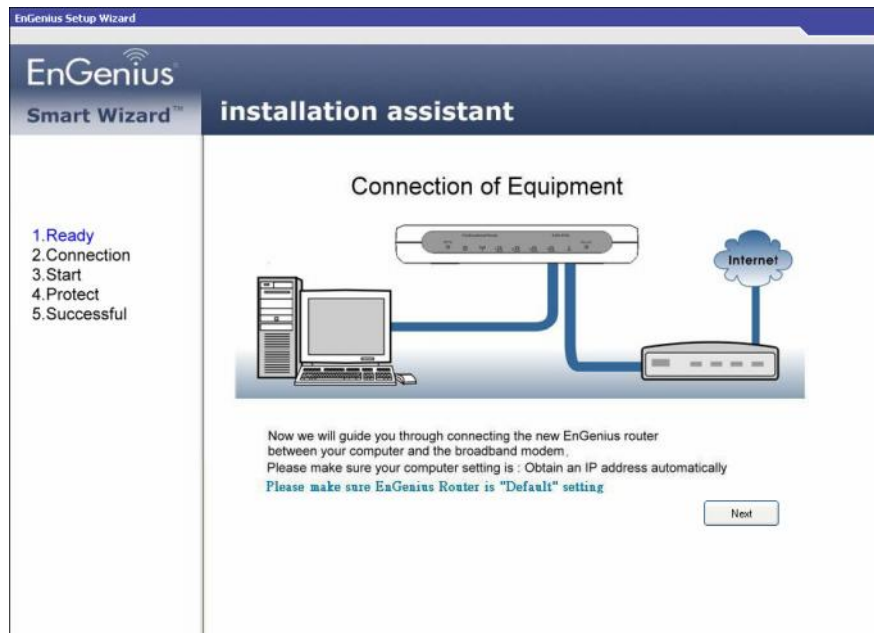 EnGenius Setup Wizard
EnGenius
Smart Wizard™
installation assistant
Connection of Equipment
Internet
1.Ready
2.Connection
3.Start
4.Protect
5.Successful
Now we will guide you through connecting the new EnGenius router
between your computer and the broadband modem.
Please make sure your computer setting is : Obtain an IP address automatically
Please make sure EnGenius Router is "Default" setting
Next